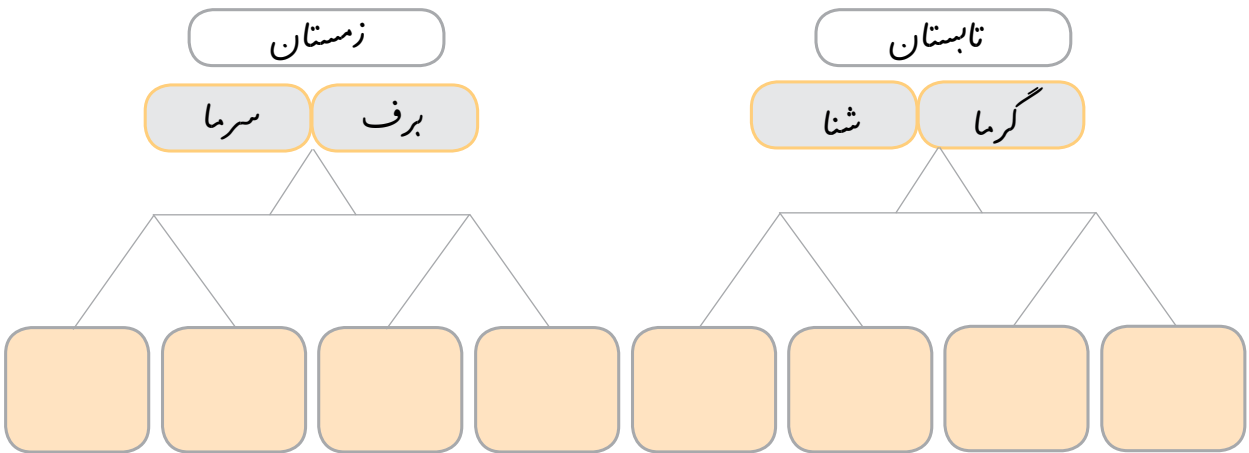 تابستان
گرما شنا
زمستان
برف سرما